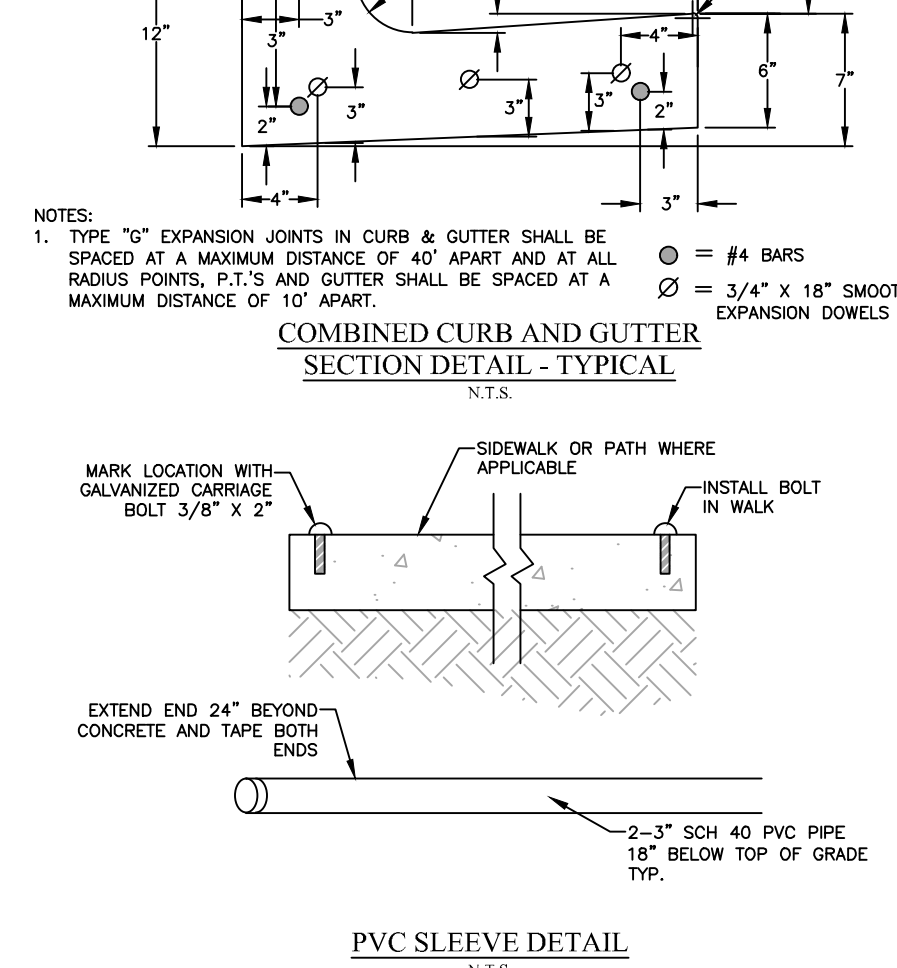 3"
12"
3"
4"
6"
7"
3"
3"
3"
2"
2"
4"
3"
NOTES:
1. TYPE "G" EXPANSION JOINTS IN CURB & GUTTER SHALL BE
SPACED AT A MAXIMUM DISTANCE OF 40' APART AND AT ALL
RADIUS POINTS, P.T.'S AND GUTTER SHALL BE SPACED AT A
MAXIMUM DISTANCE OF 10' APART.
= #4 BARS
= 3/4" X 18" SMOOT
EXPANSION DOWELS
COMBINED CURB AND GUTTER
SECTION DETAIL - TYPICAL
N.T.S.
MARK LOCATION WITH
GALVANIZED CARRIAGE
BOLT 3/8" X 2"
SIDEWALK OR PATH WHERE
APPLICABLE
INSTALL BOLT
IN WALK
EXTEND END 24" BEYOND
CONCRETE AND TAPE BOTH
ENDS
2-3" SCH 40 PVC PIPE
18" BELOW TOP OF GRADE
TYP.
PVC SLEEVE DETAIL
N.T.S.